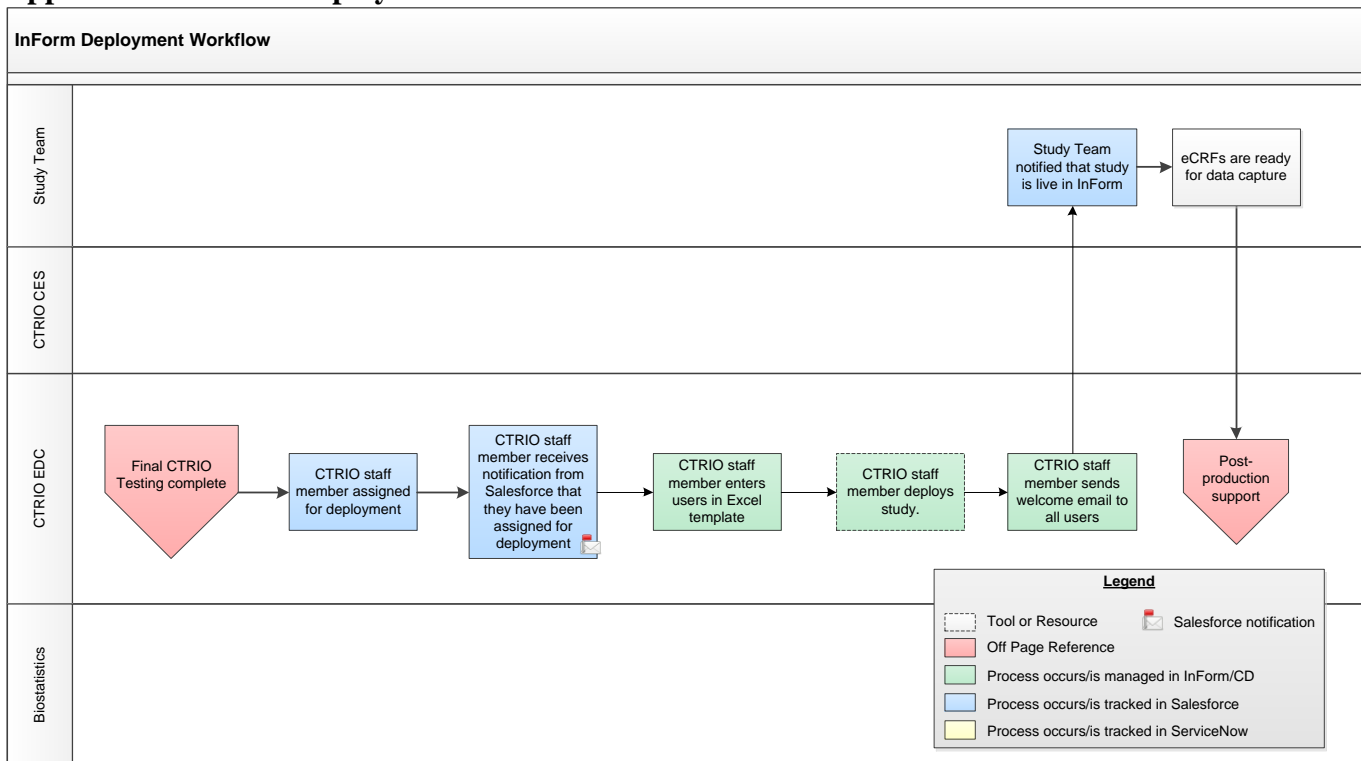 InForm Deployment Workflow
Study Team
Study Team
notified that study
is live in InForm
eCRFs are ready
for data capture
CTRIO CES
CTRIO EDC
Final CTRIO
Testing complete
CTRIO staff
member assigned
for deployment
CTRIO staff
member receives
notification from
Salesforce that
they have been
assigned for
deployment
CTRIO staff
member enters
users in Excel
template
CTRIO staff
member deploys
study.
CTRIO staff
member sends
welcome email to
all users
Post-
production
support
Biostatistics
Legend
Tool or Resource
Salesforce notification
Off Page Reference
Process occurs/is managed in InForm/CD
Process occurs/is tracked in Salesforce
Process occurs/is tracked in ServiceNow